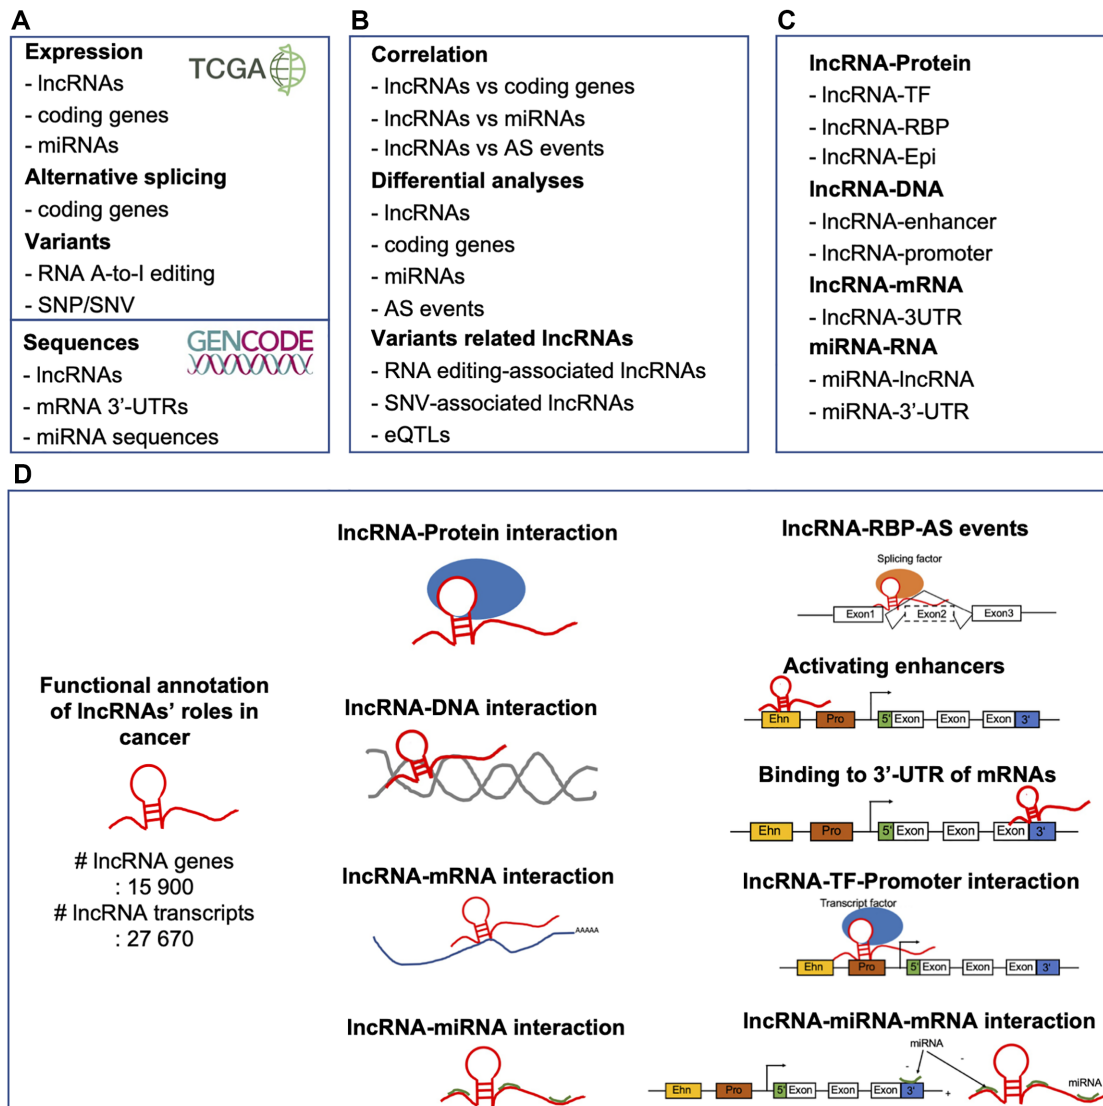 A
Expression
TCGA
- lncRNAs
- coding genes
- miRNAs
Alternative splicing
- coding genes
Variants
- RNA A-to-I editing
- SNP/SNV
Sequences
GENCODE
- lncRNAs
- mRNA 3’-UTRs
- miRNA sequences
B
Correlation
- lncRNAs vs coding genes
- lncRNAs vs miRNAs
- lncRNAs vs AS events
Differential analyses
- lncRNAs
- coding genes
- miRNAs
- AS events
Variants related lncRNAs
- RNA editing-associated lncRNAs
- SNV-associated lncRNAs
- eQTLs
C
lncRNA-Protein
- lncRNA-TF
- lncRNA-RBP
- lncRNA-Epi
lncRNA-DNA
- lncRNA-enhancer
- lncRNA-promoter
lncRNA-mRNA
- lncRNA-3UTR
miRNA-RNA
- miRNA-lncRNA
- miRNA-3’-UTR
D
Functional annotation
of lncRNAs’ roles in
cancer
# lncRNA genes
: 15 900
# lncRNA transcripts
: 27 670
lncRNA-Protein interaction
lncRNA-DNA interaction
lncRNA-mRNA interaction
AAAAA
lncRNA-miRNA interaction
lncRNA-RBP-AS events
Splicing factor
Exon1 Exon2 Exon3
Activating enhancers
Ehn Pro 5' Exon Exon Exon 3'
Binding to 3’-UTR of mRNAs
Ehn Pro 5' Exon Exon Exon 3'
lncRNA-TF-Promoter interaction
Transcript factor
Ehn Pro 5' Exon Exon Exon 3'
lncRNA-miRNA-mRNA interaction
miRNA
- -
miRNA
Ehn Pro 5' Exon Exon Exon 3' +